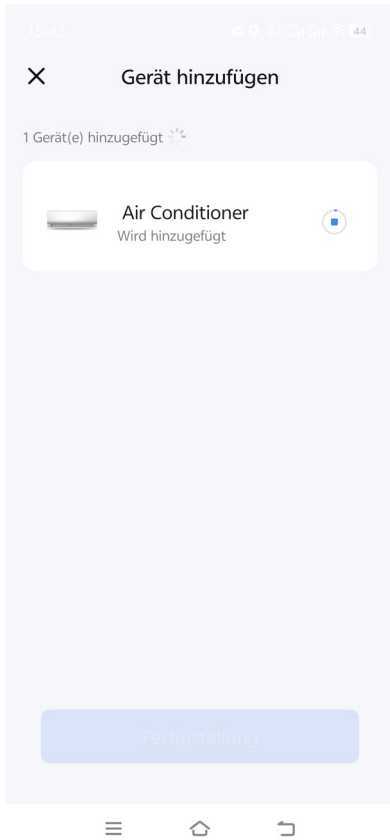 15:43
44
Gerät hinzufügen
1 Gerät(e) hinzugefügt
Air Conditioner
Wird hinzugefügt
Fertigstellung